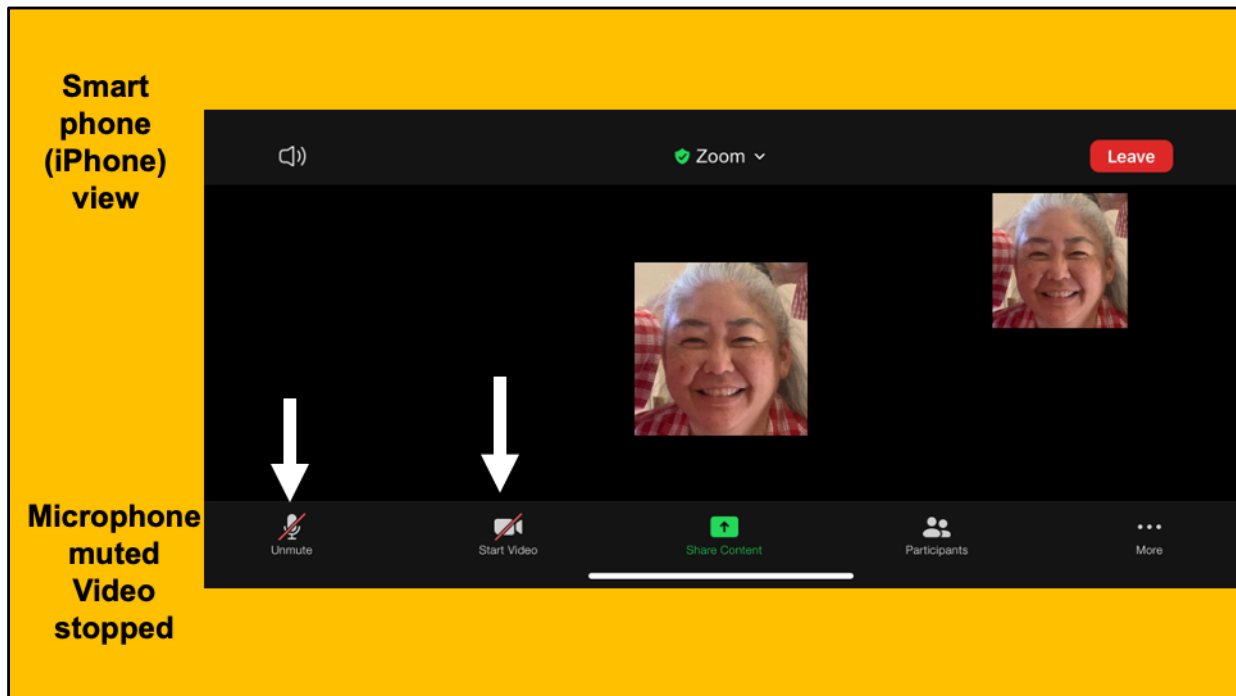 Smart
phone
(iPhone)
view
Zoom
Leave
Microphone
muted
Video
stopped
Unmute
Start Video
Share Content
Participants
More